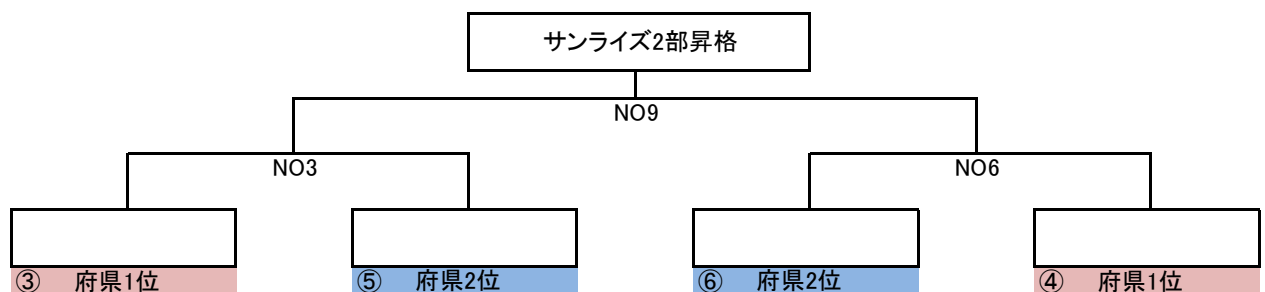 サンライズ2部昇格
NO9
NO3
NO6
③ 府県1位
⑤ 府県2位
⑥ 府県2位
④ 府県1位